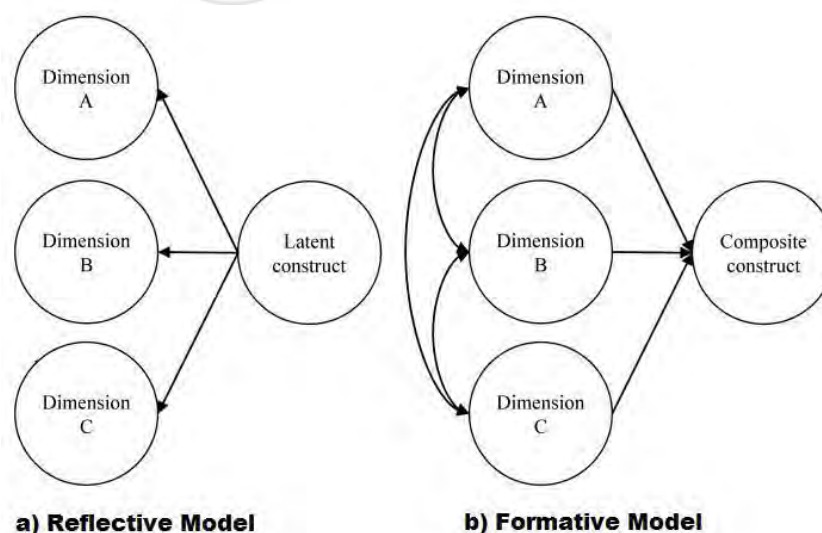 Dimension
A
Dimension
B
Dimension
C
Latent
construct
a) Reflective Model
Dimension
A
Dimension
B
Dimension
C
Composite
construct
b) Formative Model